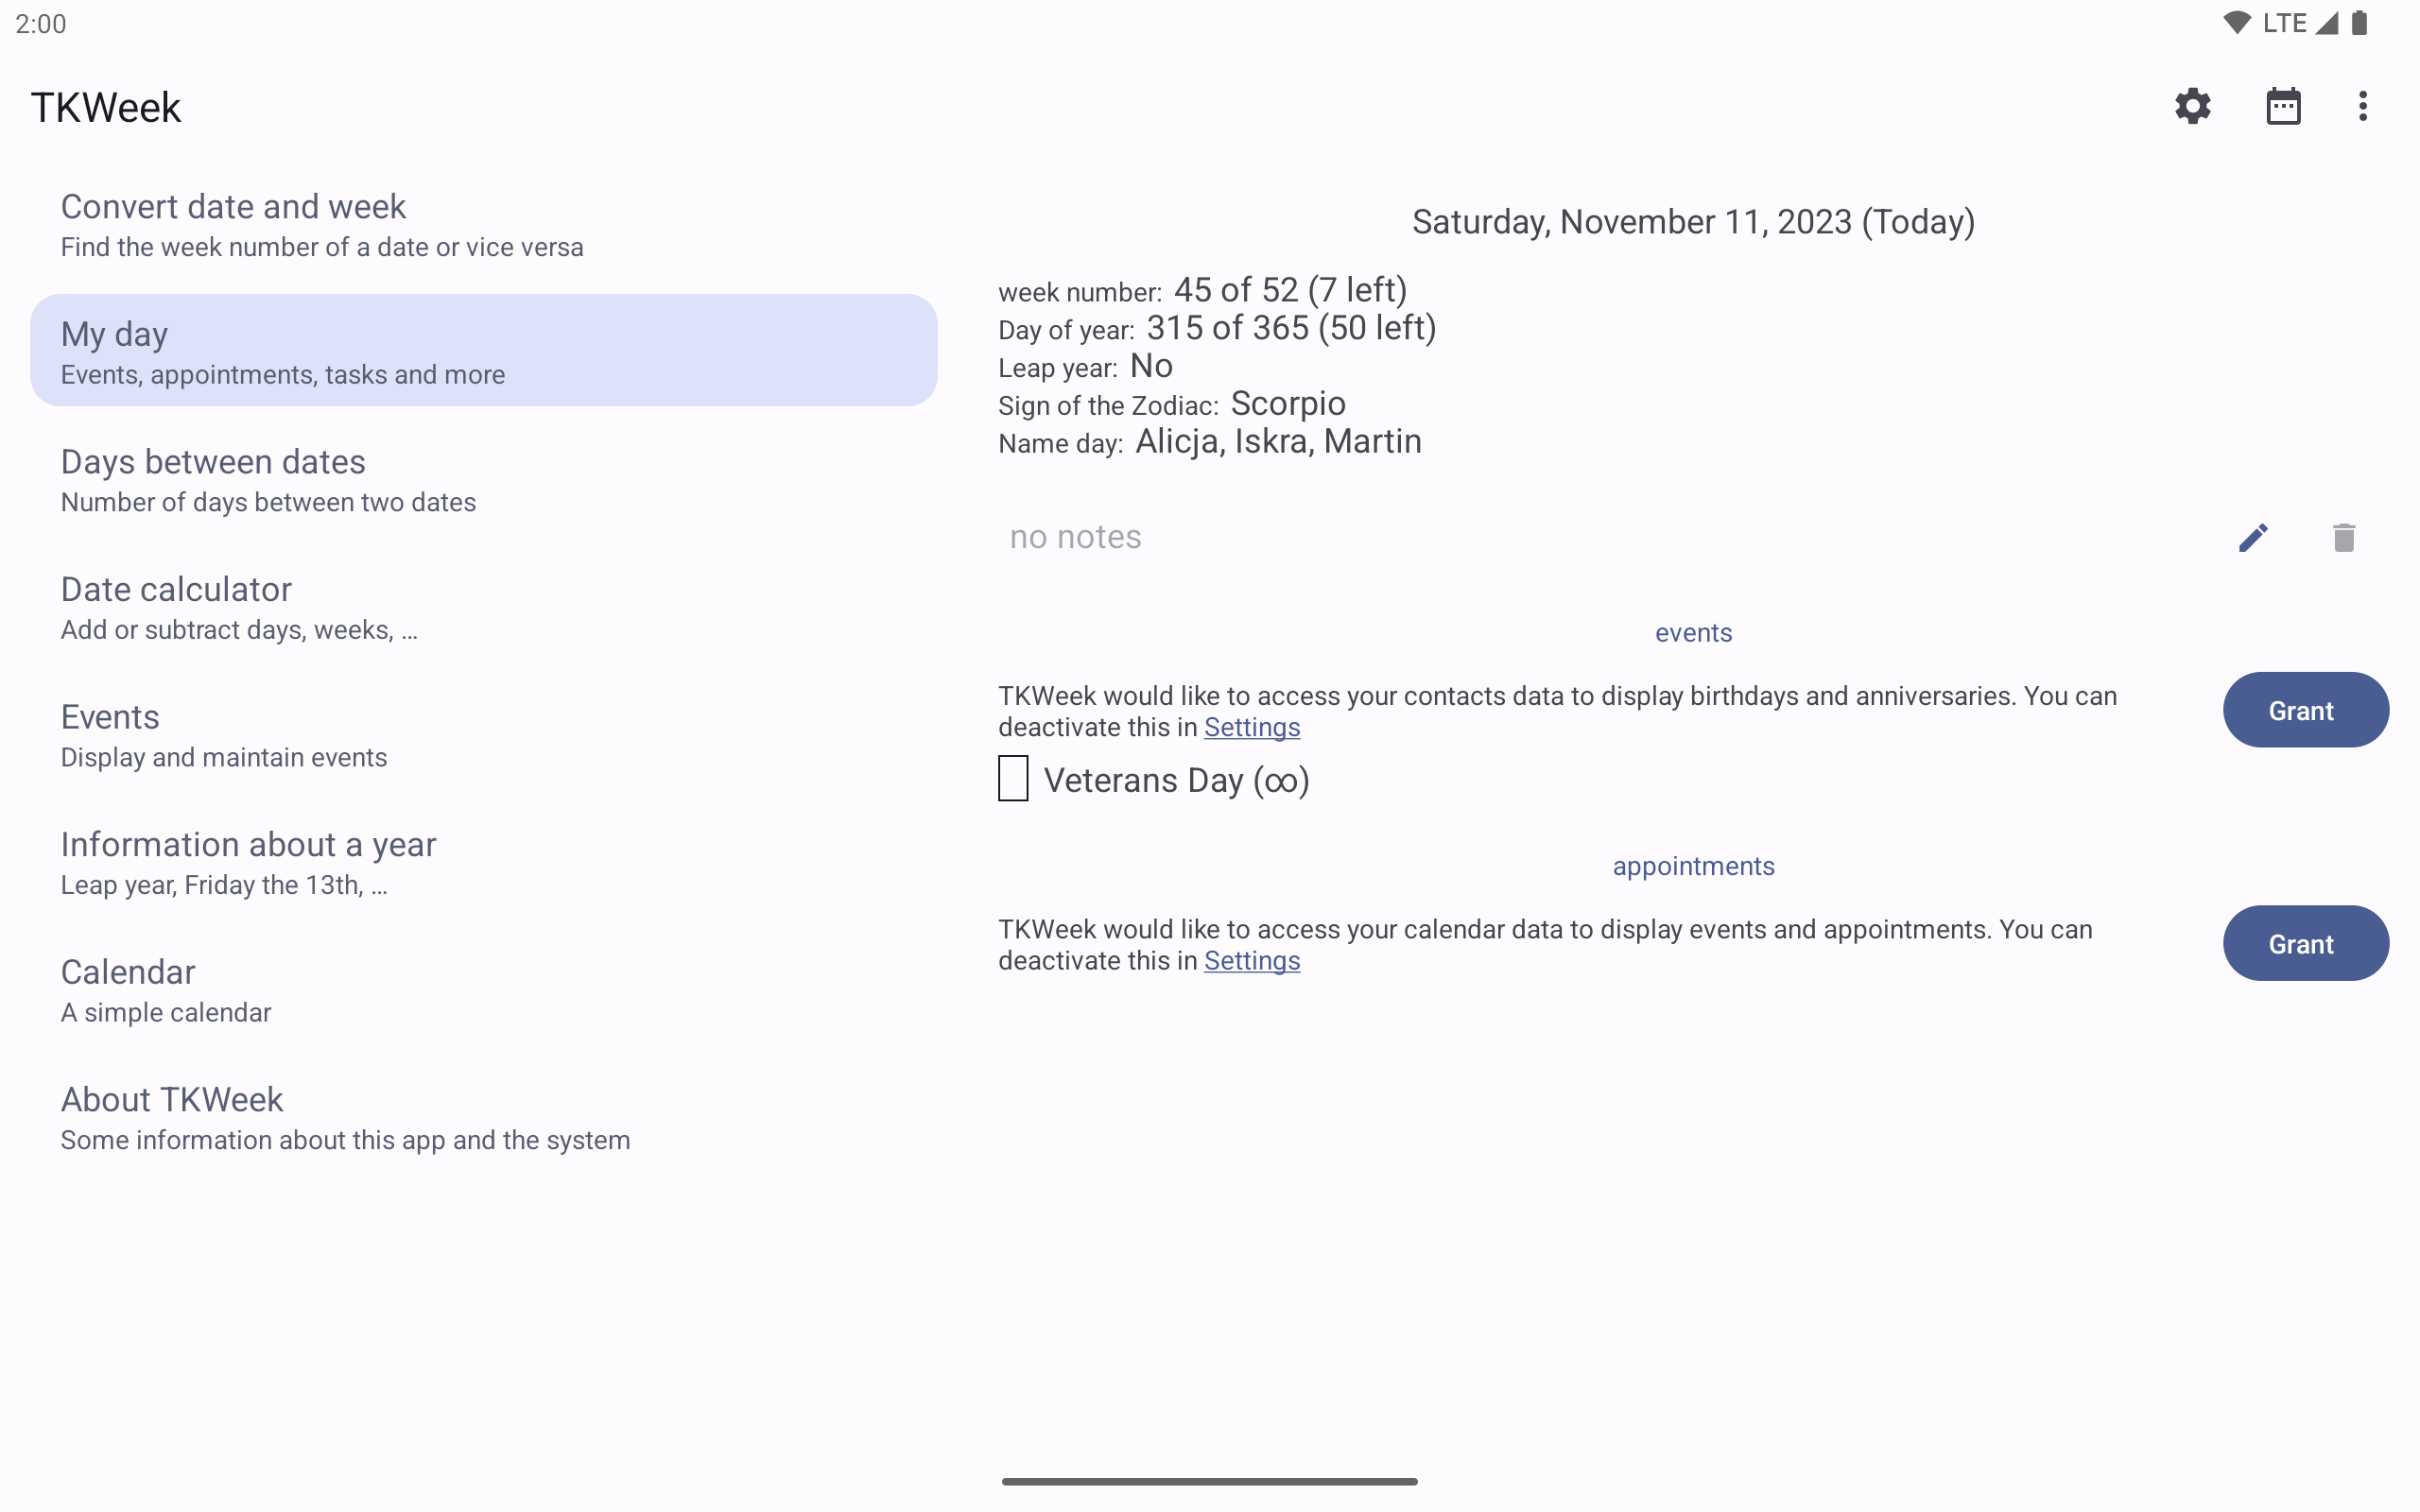 2:00
LTE
TKWeek
Convert date and week
Find the week number of a date or vice versa
My day
Events, appointments, tasks and more
Days between dates
Number of days between two dates
Date calculator
Add or subtract days, weeks, …
Events
Display and maintain events
Information about a year
Leap year, Friday the 13th, …
Calendar
A simple calendar
About TKWeek
Some information about this app and the system
Saturday, November 11, 2023 (Today)
week number: 45 of 52 (7 left)
Day of year: 315 of 365 (50 left)
Leap year: No
Sign of the Zodiac: Scorpio
Name day: Alicja, Iskra, Martin
no notes
events
TKWeek would like to access your contacts data to display birthdays and anniversaries. You can
deactivate this in Settings
Grant
Veterans Day (∞)
appointments
TKWeek would like to access your calendar data to display events and appointments. You can
deactivate this in Settings
Grant